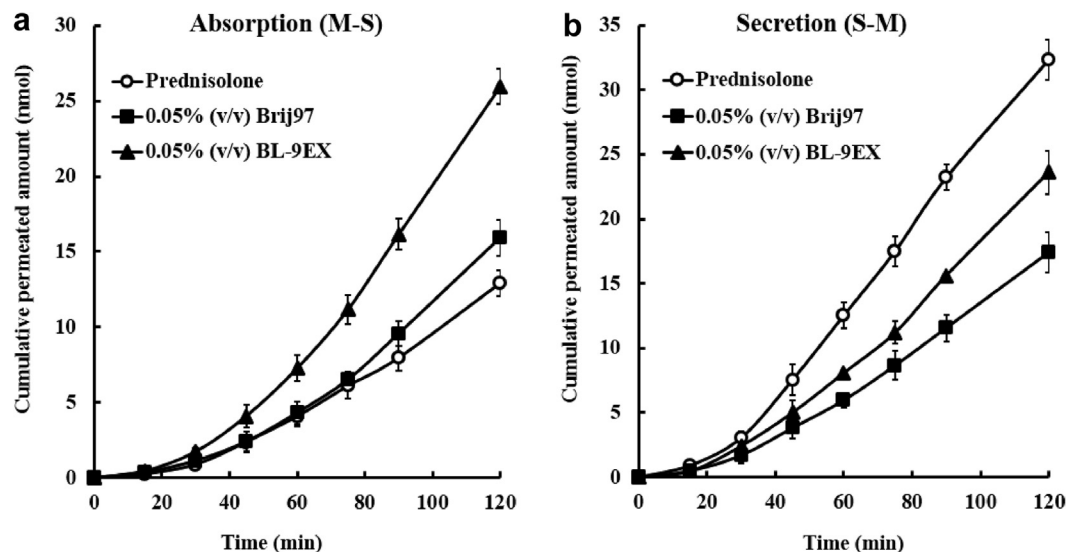 a
Absorption (M-S)
Cumulative permeated amount (nmol)
30
25
20
15
10
5
0
Prednisolone
0.05% (v/v) Brij97
0.05% (v/v) BL-9EX
0 20 40 60 80 100 120
Time (min)
b
Secretion (S-M)
Cumulative permeated amount (nmol)
35
30
25
20
15
10
5
0
Prednisolone
0.05% (v/v) Brij97
0.05% (v/v) BL-9EX
0 20 40 60 80 100 120
Time (min)